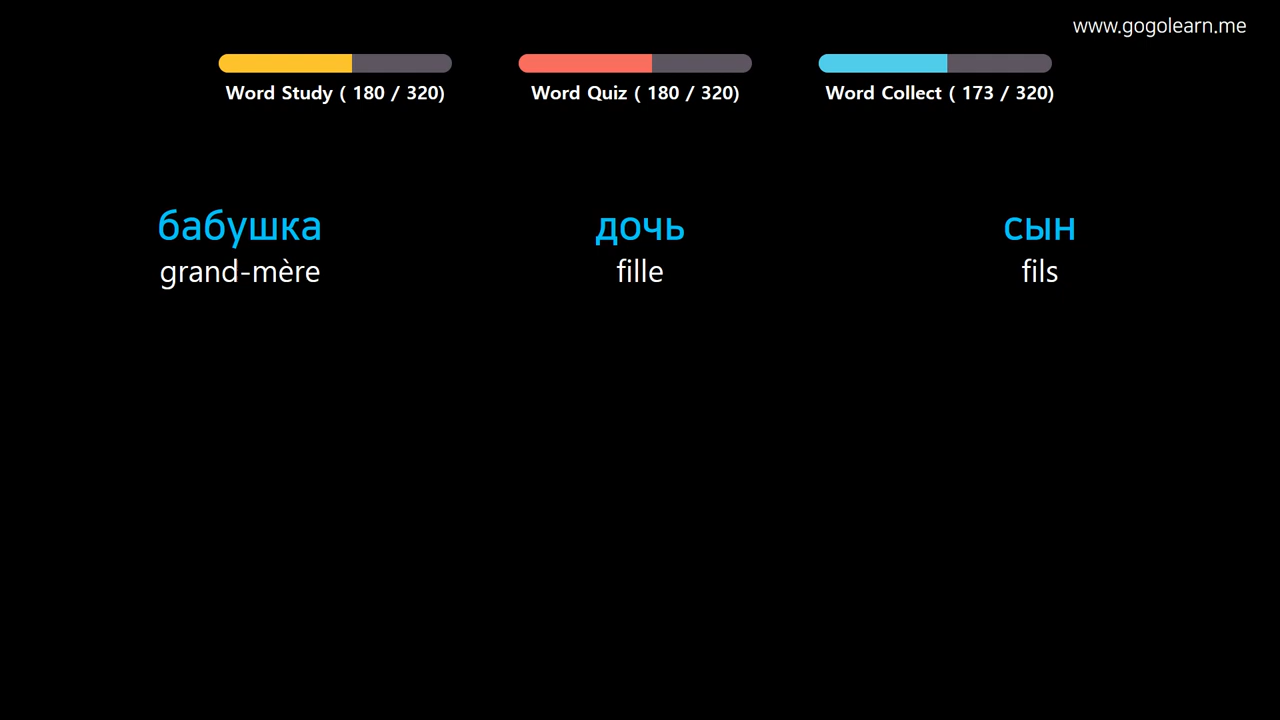 www.gogolearn.me
Word Study ( 180 / 320)
Word Quiz ( 180 / 320)
Word Collect ( 173 / 320)
бабушка
grand-mère
дочь
fille
сын
fils